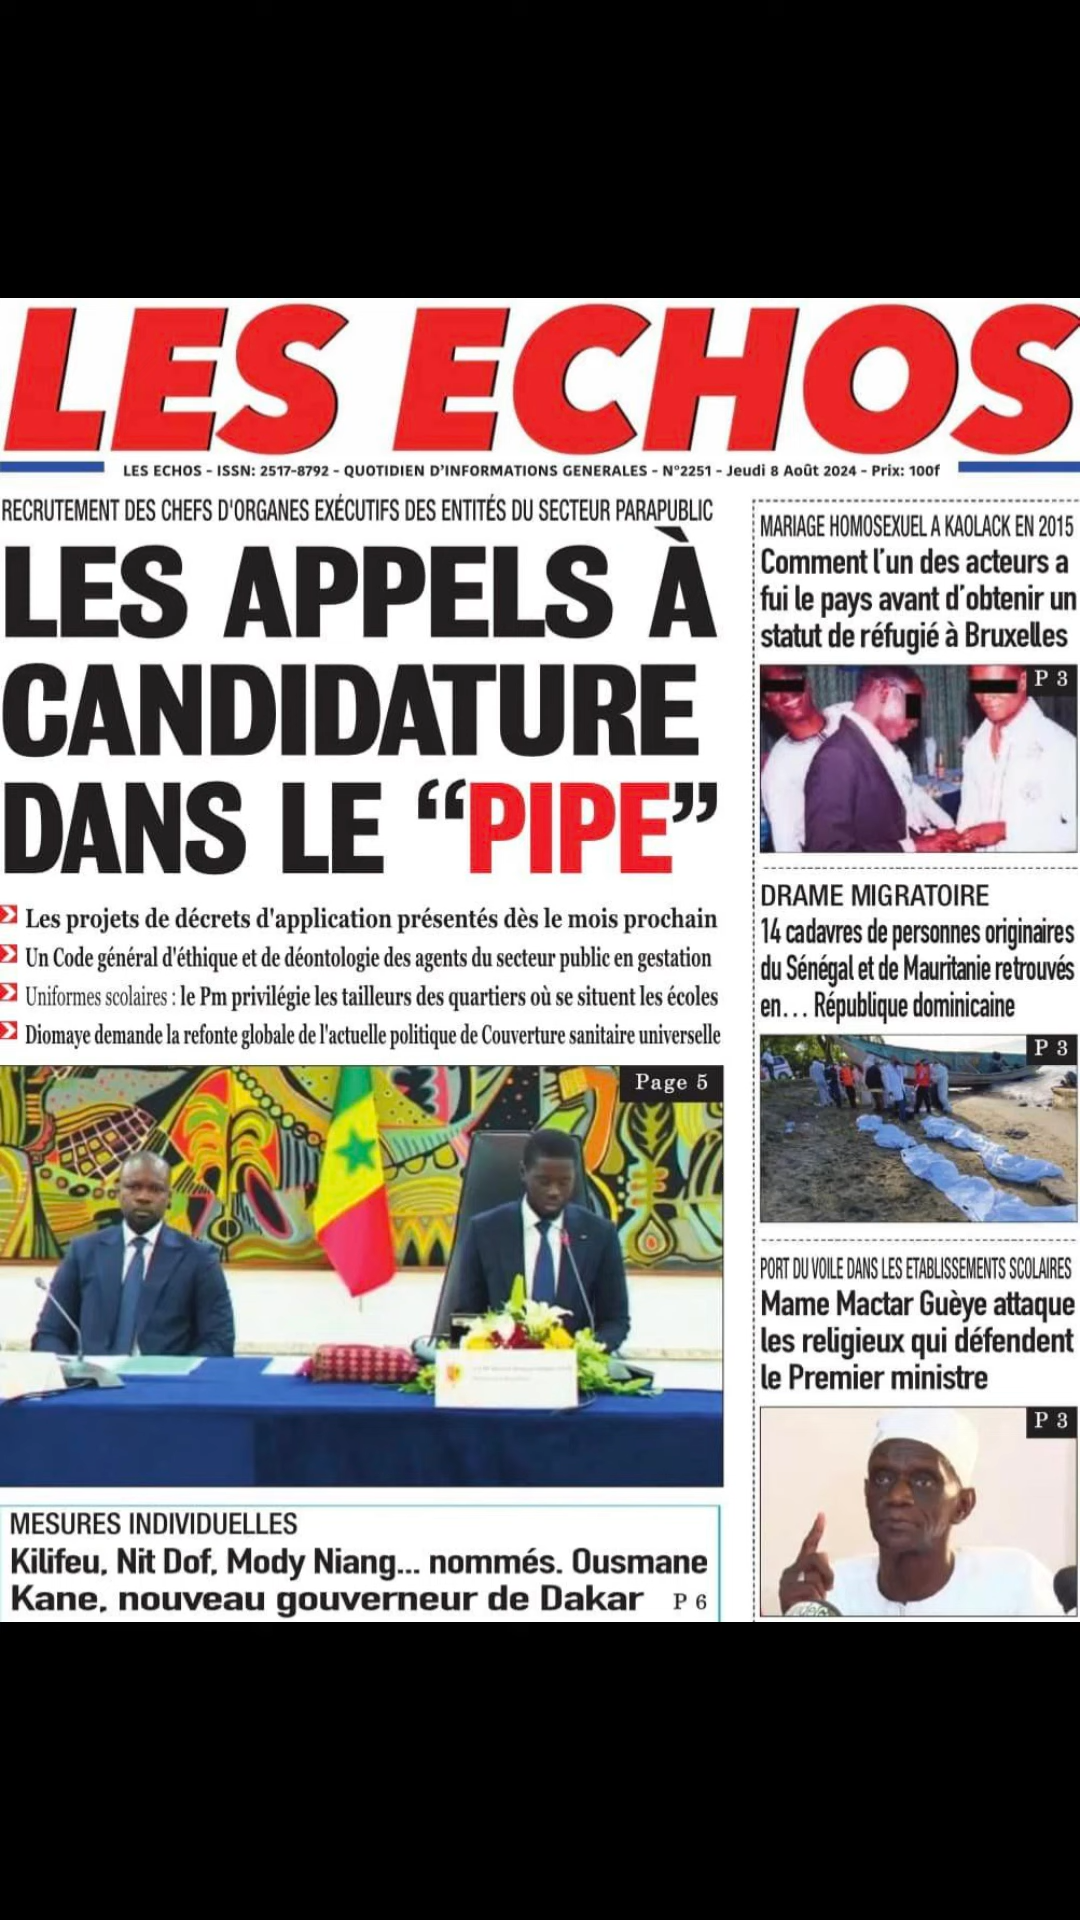 LES ECHOS
LES ECHOS - ISSN: 2517-8792 - QUOTIDIEN D'INFORMATIONS GENERALES - N°2251 - Jeudi 8 Août 2024 - Prix: 100f
RECRUTEMENT DES CHEFS D'ORGANES EXÉCUTIFS DES ENTITÉS DU SECTEUR PARAPUBLIC
LES APPELS À
CANDIDATURE
DANS LE “PIPE”
Les projets de décrets d'application présentés dès le mois prochain
Un Code général d'éthique et de déontologie des agents du secteur public en gestation
Uniformes scolaires : le Pm privilégie les tailleurs des quartiers où se situent les écoles
Diomaye demande la refonte globale de l'actuelle politique de Couverture sanitaire universelle
Page 5
MESURES INDIVIDUELLES
Kilifeu, Nit Dof, Mody Niang... nommés. Ousmane
Kane, nouveau gouverneur de Dakar P 6
MARIAGE HOMOSEXUEL A KAOLACK EN 2015
Comment l'un des acteurs a
fui le pays avant d'obtenir un
statut de réfugié à Bruxelles
P 3
DRAME MIGRATOIRE
14 cadavres de personnes originaires
du Sénégal et de Mauritanie retrouvés
en... République dominicaine
P 3
PORT DU VOILE DANS LES ETABLISSEMENTS SCOLAIRES
Mame Mactar Guèye attaque
les religieux qui défendent
le Premier ministre
P 3